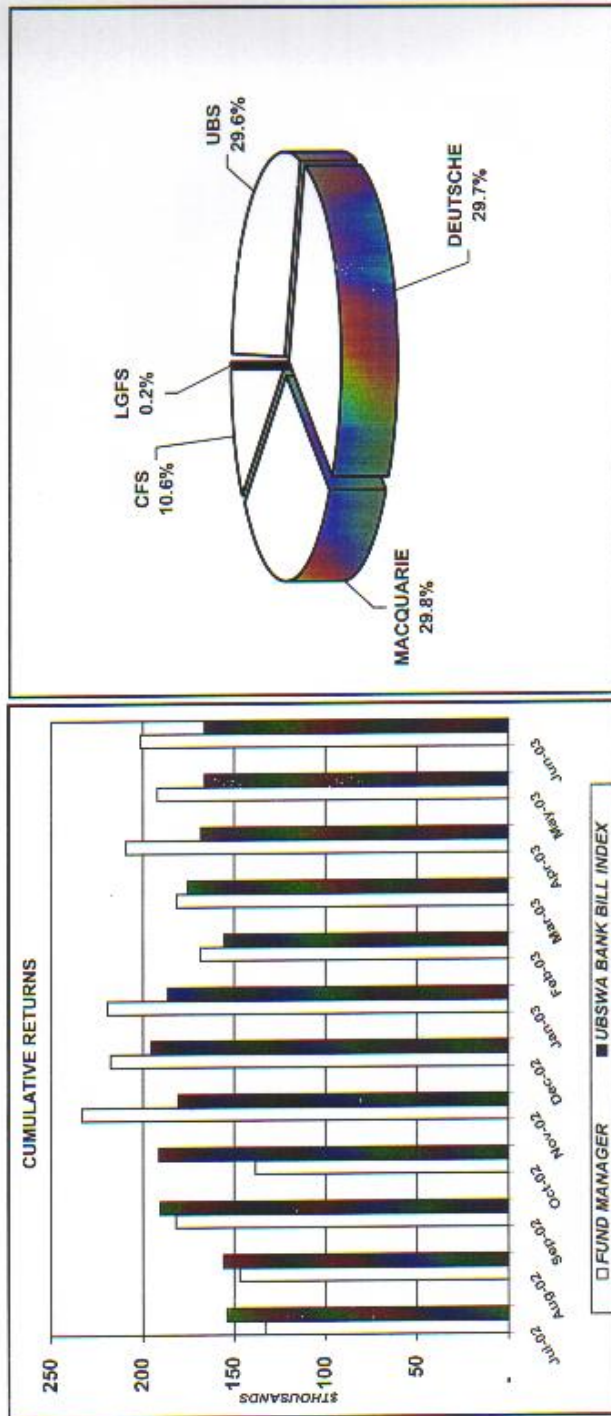 CUMULATIVE RETURNS
250
200
150
100
50
-
$THOUSANDS
Jul-02
Aug-02
Sep-02
Oct-02
Nov-02
Dec-02
Jan-03
Feb-03
Mar-03
Apr-03
May-03
Jun-03
FUND MANAGER
UBSWA BANK BILL INDEX
LGFS
0.2%
UBS
29.6%
CFS
10.6%
MACQUARIE
29.8%
DEUTSCHE
29.7%